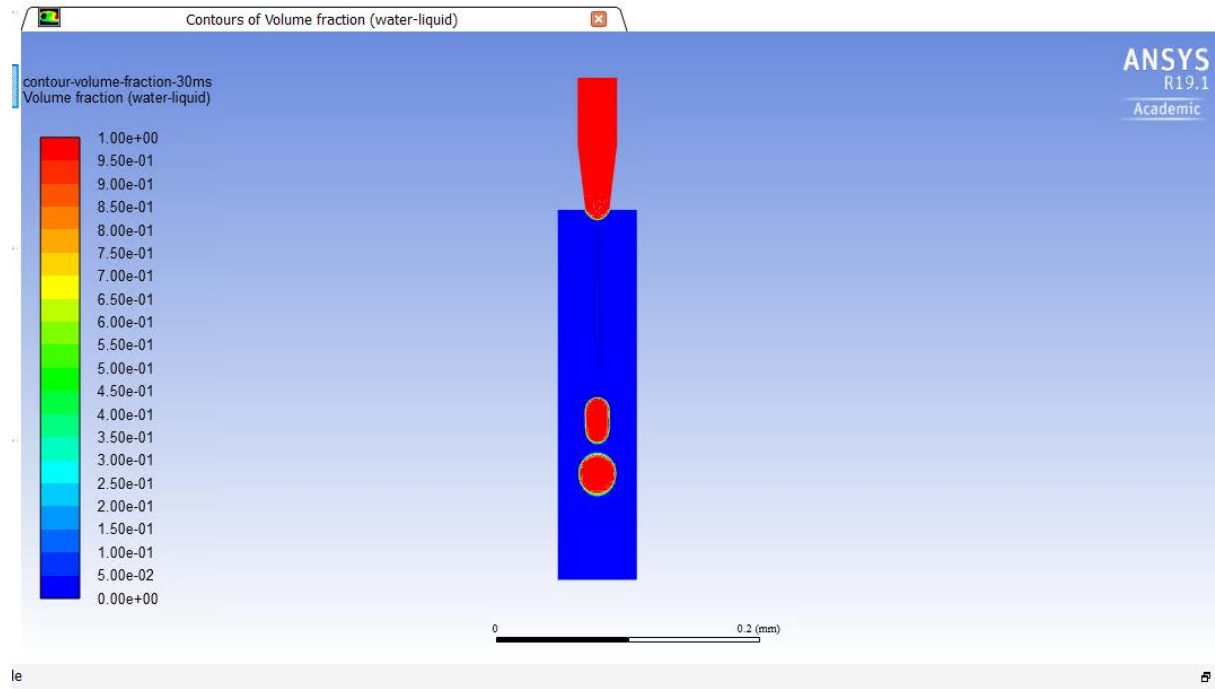 Contours of Volume fraction (water-liquid)
ANSYS
R19.1
Academic
contour-volume-fraction-30ms
Volume fraction (water-liquid)
1.00e+00
9.50e-01
9.00e-01
8.50e-01
8.00e-01
7.50e-01
7.00e-01
6.50e-01
6.00e-01
5.50e-01
5.00e-01
4.50e-01
4.00e-01
3.50e-01
3.00e-01
2.50e-01
2.00e-01
1.50e-01
1.00e-01
5.00e-02
0.00e+00
0 0.2 (mm)
le